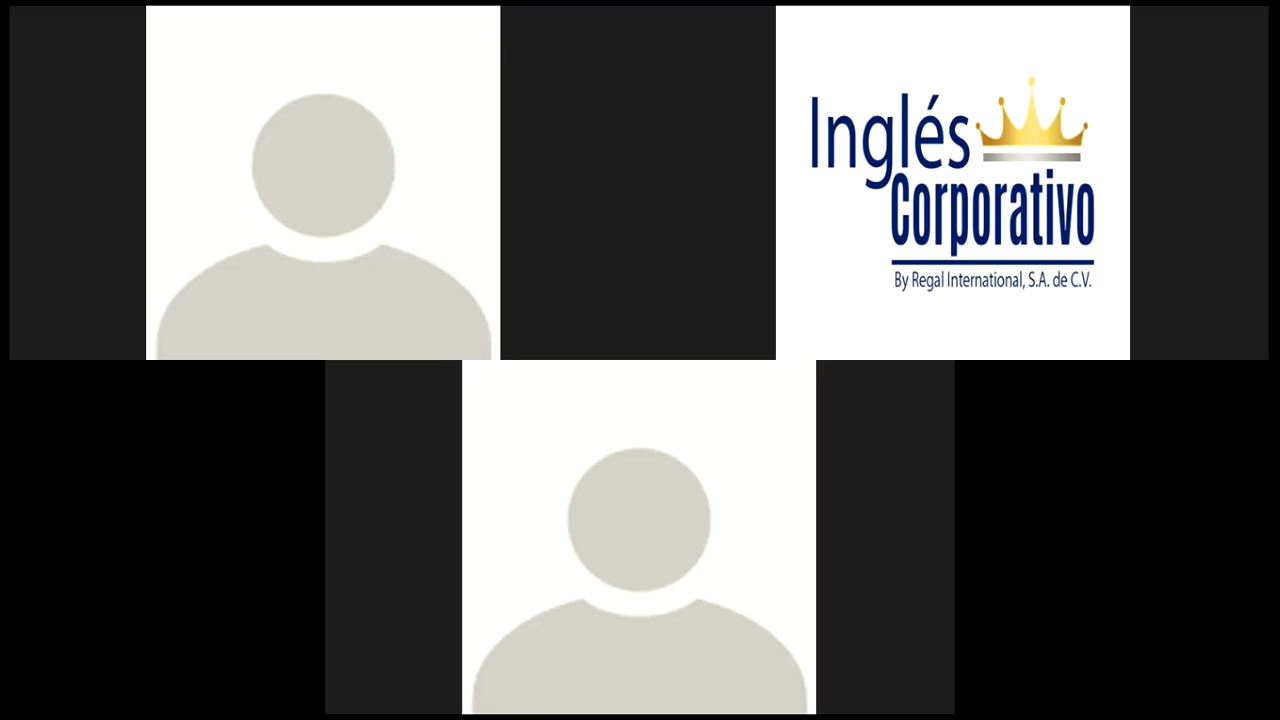 Inglés
Corporativo
By Regal International, S.A. de C.V.